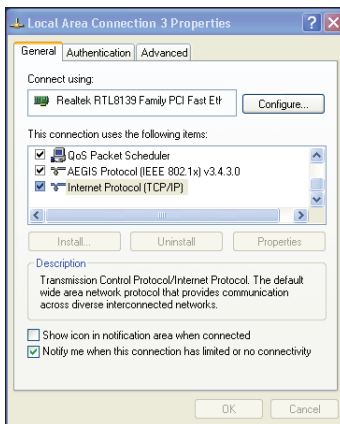 Local Area Connection 3 Properties
General Authentication Advanced
Connect using:
Realtek RTL8139 Family PCI Fast Eth
Configure...
This connection uses the following items:
QoS Packet Scheduler
AEGIS Protocol (IEEE 802.1x) v3.4.3.0
Internet Protocol (TCP/IP)
Install... Uninstall Properties
Description
Transmission Control Protocol/Internet Protocol. The default
wide area network protocol that provides communication
across diverse interconnected networks.
Show icon in notification area when connected
Notify me when this connection has limited or no connectivity
OK Cancel